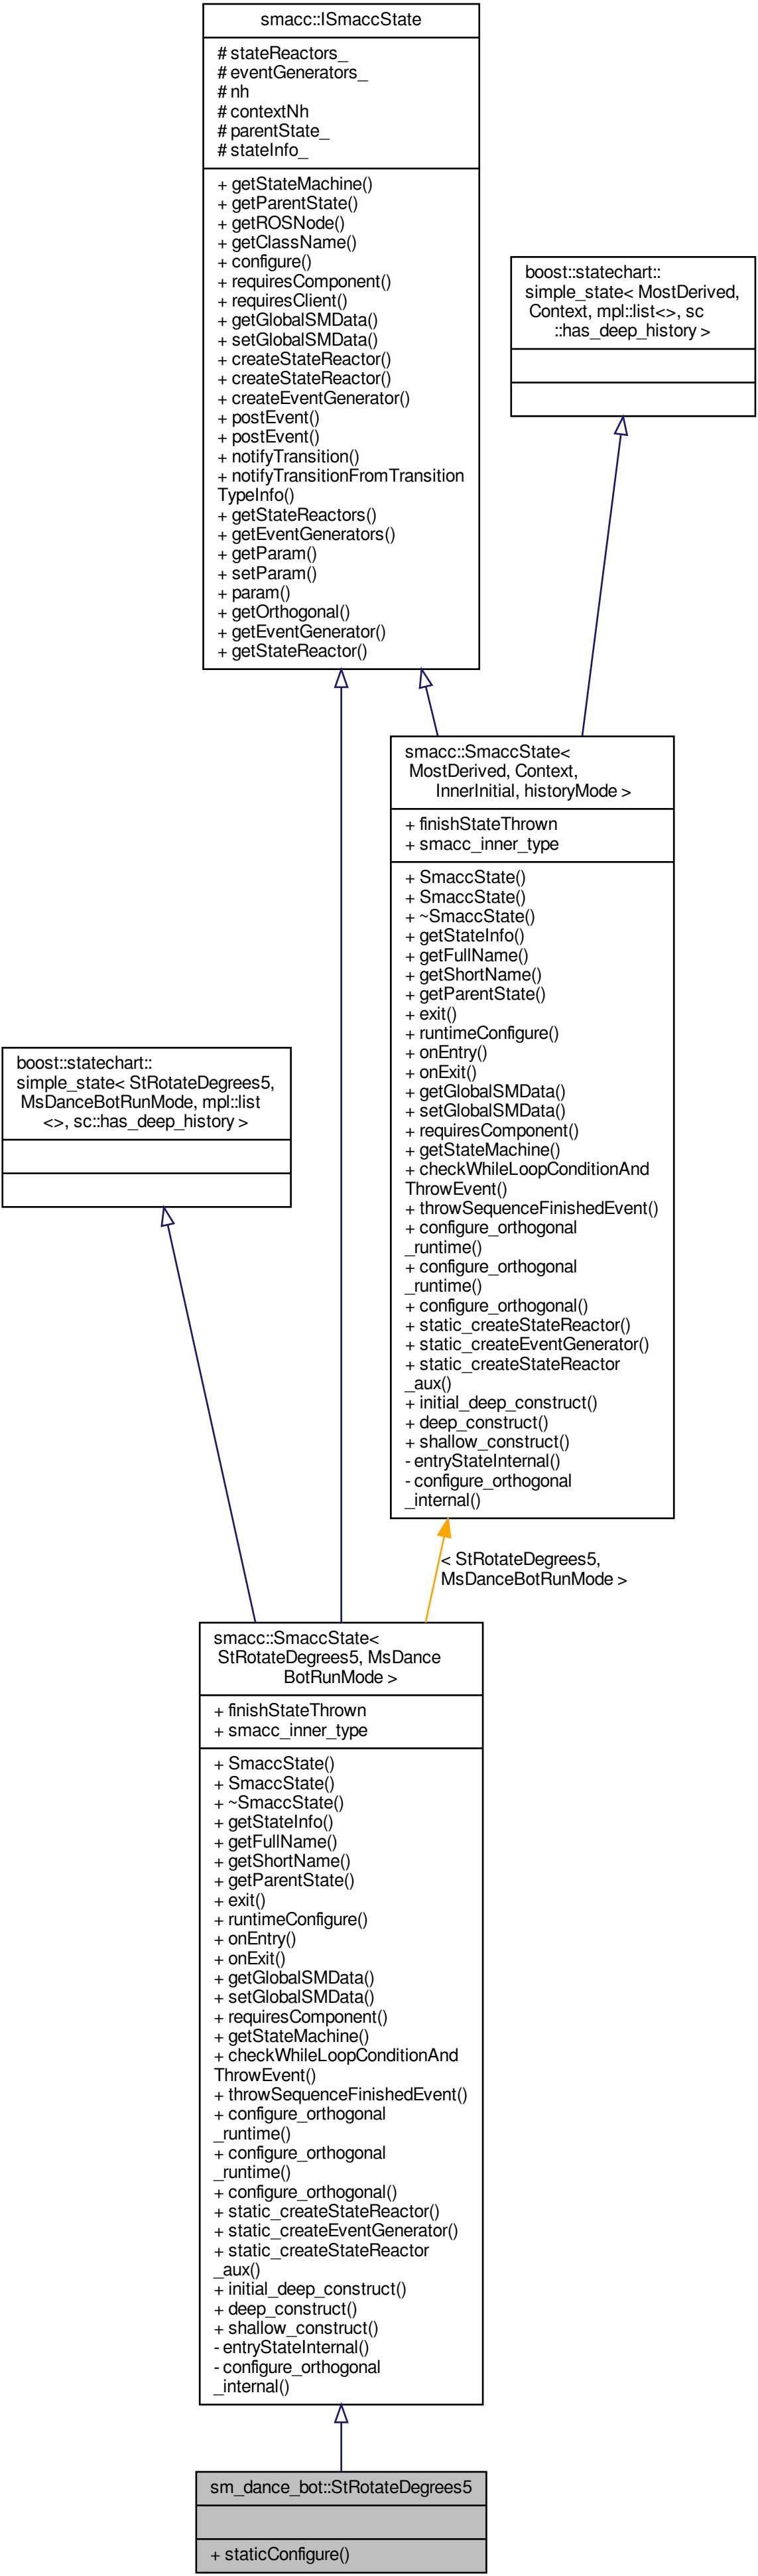 smacc::ISmaccState
# stateReactors_
# eventGenerators_
# nh
# contextNh
# parentState_
# stateInfo_
+ getStateMachine()
+ getParentState()
+ getROSNode()
+ getClassName()
+ configure()
+ requiresComponent()
+ requiresClient()
+ getGlobalSMData()
+ setGlobalSMData()
+ createStateReactor()
+ createStateReactor()
+ createEventGenerator()
+ postEvent()
+ postEvent()
+ notifyTransition()
+ notifyTransitionFromTransition
TypeInfo()
+ getStateReactors()
+ getEventGenerators()
+ getParam()
+ setParam()
+ param()
+ getOrthogonal()
+ getEventGenerator()
+ getStateReactor()
boost::statechart::
simple_state< MostDerived,
Context, mpl::list<>, sc
::has_deep_history >
smacc::SmaccState<
MostDerived, Context,
InnerInitial, historyMode >
+ finishStateThrown
+ smacc_inner_type
+ SmaccState()
+ SmaccState()
+ ~SmaccState()
+ getStateInfo()
+ getFullName()
+ getShortName()
+ getParentState()
+ exit()
+ runtimeConfigure()
+ onEntry()
+ onExit()
+ getGlobalSMData()
+ setGlobalSMData()
+ requiresComponent()
+ getStateMachine()
+ checkWhileLoopConditionAnd
ThrowEvent()
+ throwSequenceFinishedEvent()
+ configure_orthogonal
_runtime()
+ configure_orthogonal
_runtime()
+ configure_orthogonal()
+ static_createStateReactor()
+ static_createEventGenerator()
+ static_createStateReactor
_aux()
+ initial_deep_construct()
+ deep_construct()
+ shallow_construct()
- entryStateInternal()
- configure_orthogonal
_internal()
boost::statechart::
simple_state< StRotateDegrees5,
MsDanceBotRunMode, mpl::list
<>, sc::has_deep_history >
< StRotateDegrees5,
MsDanceBotRunMode >
smacc::SmaccState<
StRotateDegrees5, MsDance
BotRunMode >
+ finishStateThrown
+ smacc_inner_type
+ SmaccState()
+ SmaccState()
+ ~SmaccState()
+ getStateInfo()
+ getFullName()
+ getShortName()
+ getParentState()
+ exit()
+ runtimeConfigure()
+ onEntry()
+ onExit()
+ getGlobalSMData()
+ setGlobalSMData()
+ requiresComponent()
+ getStateMachine()
+ checkWhileLoopConditionAnd
ThrowEvent()
+ throwSequenceFinishedEvent()
+ configure_orthogonal
_runtime()
+ configure_orthogonal
_runtime()
+ configure_orthogonal()
+ static_createStateReactor()
+ static_createEventGenerator()
+ static_createStateReactor
_aux()
+ initial_deep_construct()
+ deep_construct()
+ shallow_construct()
- entryStateInternal()
- configure_orthogonal
_internal()
sm_dance_bot::StRotateDegrees5
+ staticConfigure()